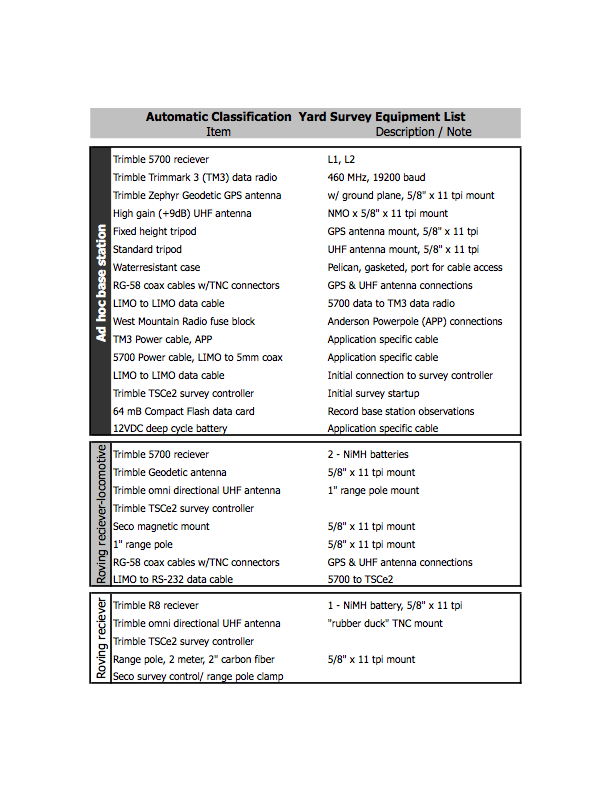 Automatic Classification  Yard Survey Equipment List
Item Description / Note
Ad hoc base station
Trimble 5700 reciever L1, L2
Trimble Trimmark 3 (TM3) data radio 460 MHz, 19200 baud
Trimble Zephyr Geodetic GPS antenna w/ ground plane, 5/8" x 11 tpi mount
High gain (+9dB) UHF antenna NMO x 5/8" x 11 tpi mount
Fixed height tripod GPS antenna mount, 5/8" x 11 tpi
Standard tripod UHF antenna mount, 5/8" x 11 tpi
Waterresistant case Pelican, gasketed, port for cable access
RG-58 coax cables w/TNC connectors GPS & UHF antenna connections
LIMO to LIMO data cable 5700 data to TM3 data radio
West Mountain Radio fuse block Anderson Powerpole (APP) connections
TM3 Power cable, APP Application specific cable
5700 Power cable, LIMO to 5mm coax Application specific cable
LIMO to LIMO data cable Initial connection to survey controller
Trimble TSCe2 survey controller Initial survey startup
64 mB Compact Flash data card Record base station observations
12VDC deep cycle battery Application specific cable
Roving reciever-locomotive
Trimble 5700 reciever 2 - NiMH batteries
Trimble Geodetic antenna 5/8" x 11 tpi mount
Trimble omni directional UHF antenna 1" range pole mount
Trimble TSCe2 survey controller
Seco magnetic mount 5/8" x 11 tpi mount
1" range pole 5/8" x 11 tpi mount
RG-58 coax cables w/TNC connectors GPS & UHF antenna connections
LIMO to RS-232 data cable 5700 to TSCe2
Roving reciever
Trimble R8 reciever 1 - NiMH battery, 5/8" x 11 tpi
Trimble omni directional UHF antenna "rubber duck" TNC mount
Trimble TSCe2 survey controller
Range pole, 2 meter, 2" carbon fiber 5/8" x 11 tpi mount
Seco survey control/ range pole clamp